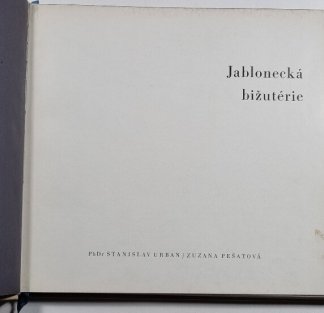 Jablonecká
bižutérie
PhDr STANISLAV URBAN / ZUZANA PEŠATOVÁ